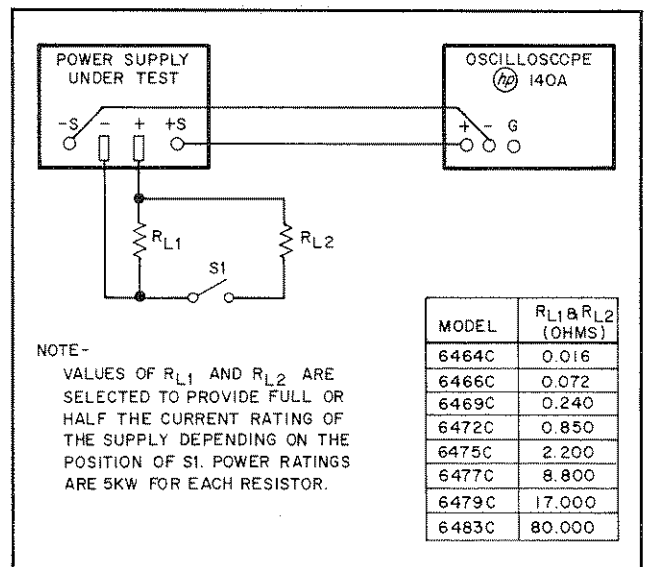 POWER SUPPLY
UNDER TEST
-S - + +S
OSCILLOSCOPE
hp 140A
+ - G
RL1
RL2
S1
NOTE-
VALUES OF RL1 AND RL2 ARE
SELECTED TO PROVIDE FULL OR
HALF THE CURRENT RATING OF
THE SUPPLY DEPENDING ON THE
POSITION OF S1. POWER RATINGS
ARE 5KW FOR EACH RESISTOR.
MODEL RL1 & RL2 (OHMS)
6464C 0.016
6466C 0.072
6469C 0.240
6472C 0.850
6475C 2.200
6477C 8.800
6479C 17.000
6483C 80.000